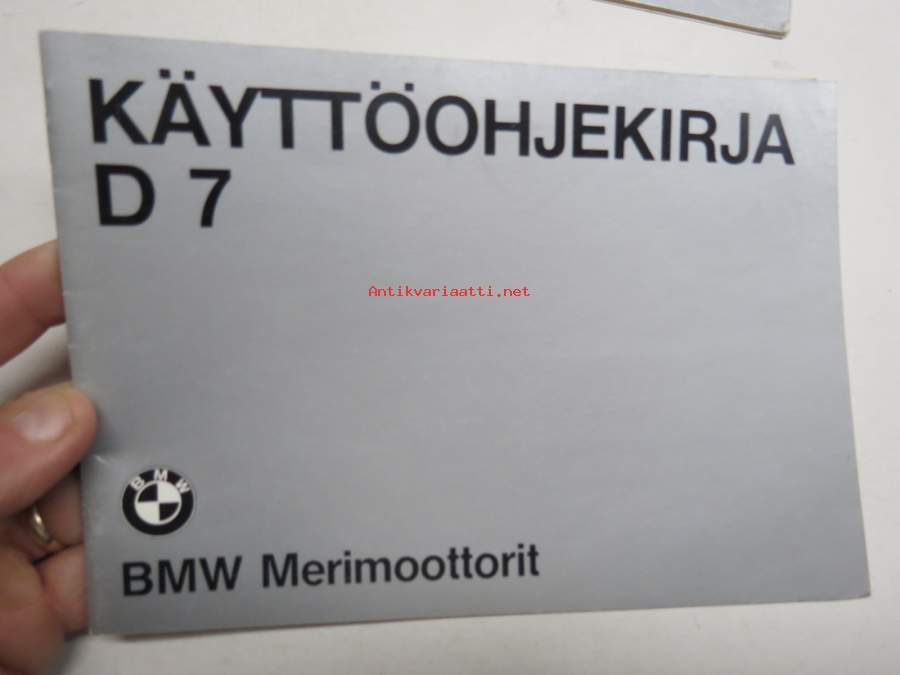 KÄYTTÖOHJEKIRJA
D 7
Antikvariaatti.net
BMW
BMW Merimoottorit